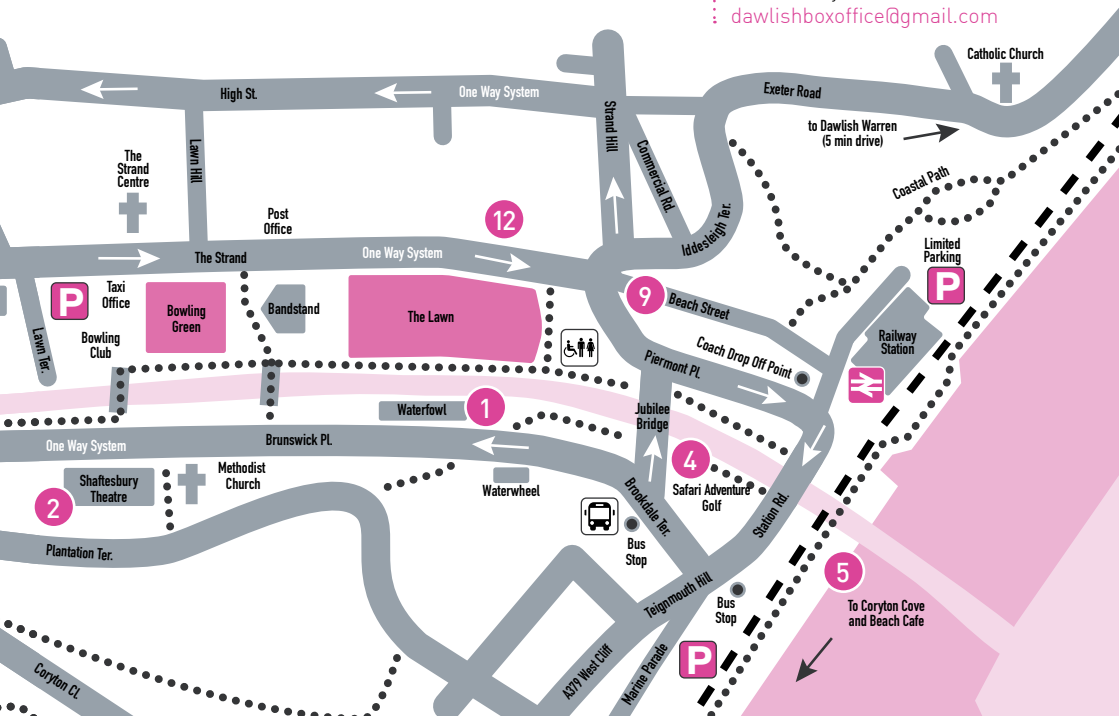 dawlishboxoffice@gmail.com
Catholic Church
Exeter Road
High St.
One Way System
to Dawlish Warren
(5 min drive)
Strand Hill
Commercial Rd.
Lawn Hill
The
Strand
Centre
Coastal Path
Post
Office
12
Iddesleigh Ter.
The Strand
One Way System
Limited
Parking
P
P
Taxi
Office
Bowling
Green
Bandstand
The Lawn
9
Beach Street
Railway
Station
Bowling
Club
Lawn Ter.
Coach Drop Off Point
Piermont Pl.
Waterfowl
1
Jubilee
Bridge
One Way System
Brunswick Pl.
4
Safari Adventure
Golf
Shaftesbury
Theatre
Methodist
Church
2
Waterwheel
Brookdale Ter.
Station Rd.
Bus
Stop
Plantation Ter.
5
Teignmouth Hill
Bus
Stop
To Coryton Cove
and Beach Cafe
P
A379 West Cliff
Marine Parade
Coryton Cl.